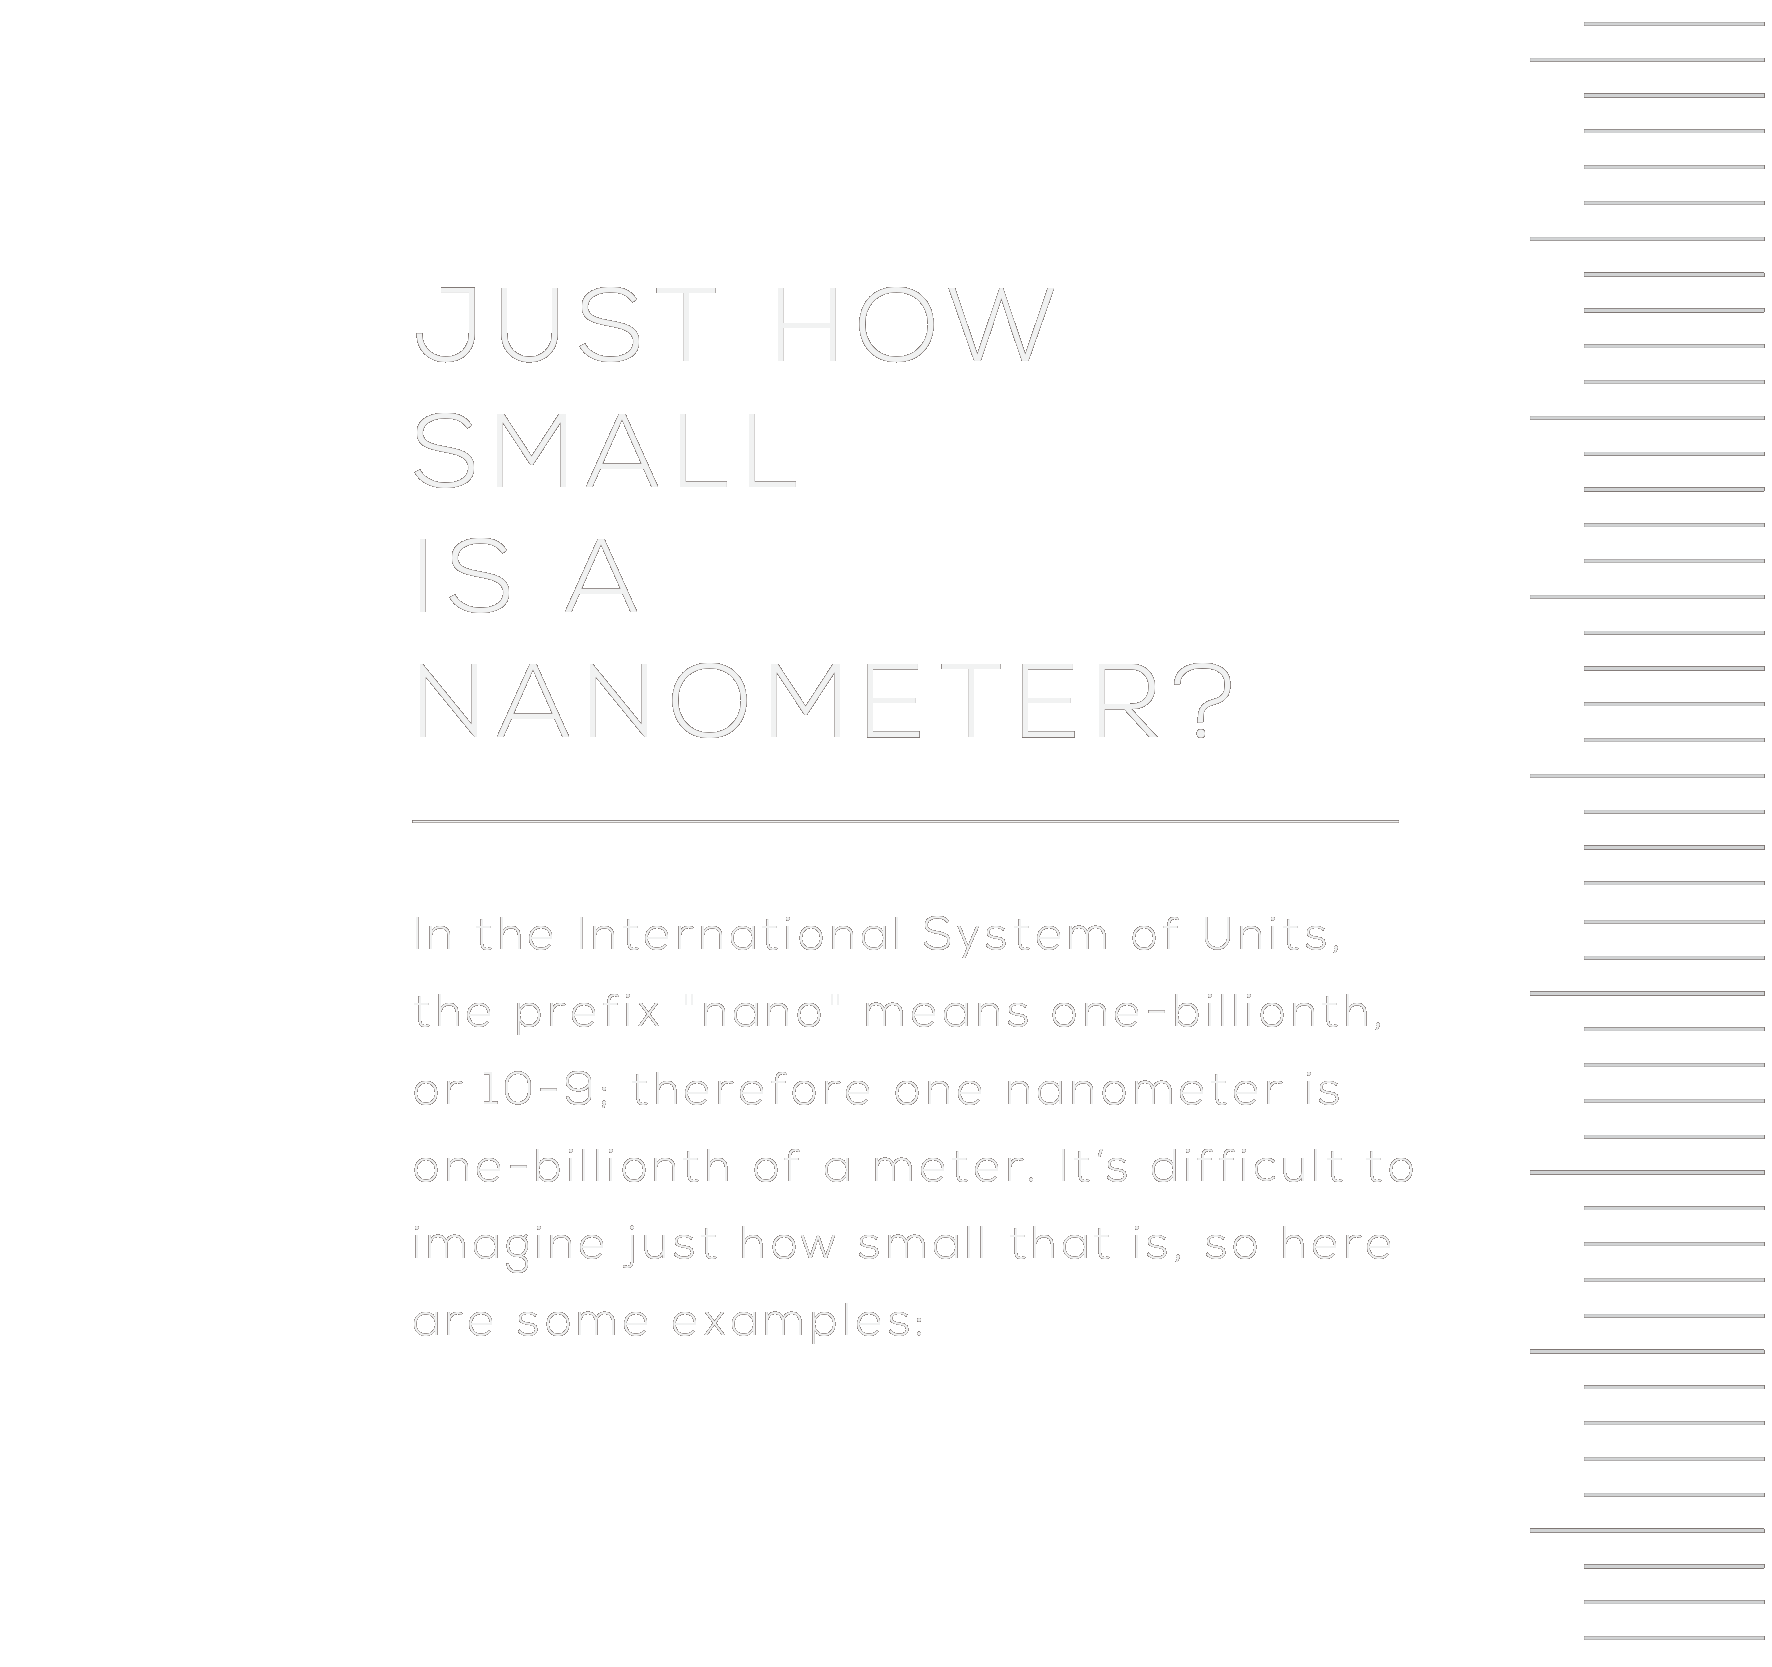 JUST HOW
SMALL
IS A
NANOMETER?
In the International System of Units,
the prefix "nano" means one-billionth,
or 10-9; therefore one nanometer is
one-billionth of a meter. It's difficult to
imagine just how small that is, so here
are some examples: